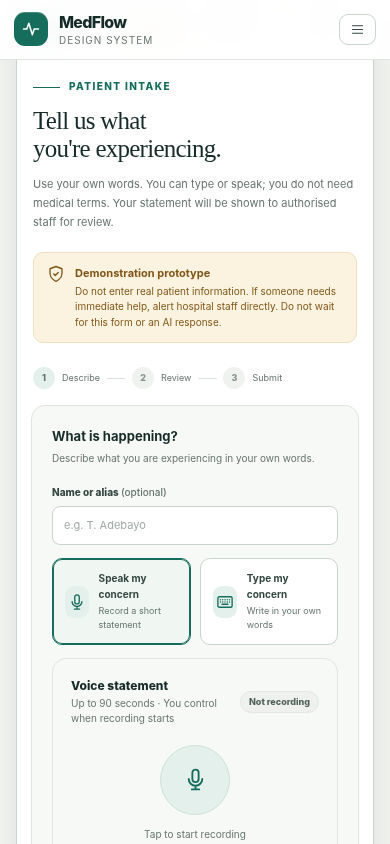 MedFlow
DESIGN SYSTEM
PATIENT INTAKE
Tell us what
you're experiencing.
Use your own words. You can type or speak; you do not need
medical terms. Your statement will be shown to authorised
staff for review.
Demonstration prototype
Do not enter real patient information. If someone needs
immediate help, alert hospital staff directly. Do not wait
for this form or an AI response.
1 Describe 2 Review 3 Submit
What is happening?
Describe what you are experiencing in your own words.
Name or alias (optional)
e.g. T. Adebayo
Speak my
concern
Record a short
statement
Type my
concern
Write in your own
words
Voice statement
Up to 90 seconds · You control
when recording starts
Not recording
Tap to start recording